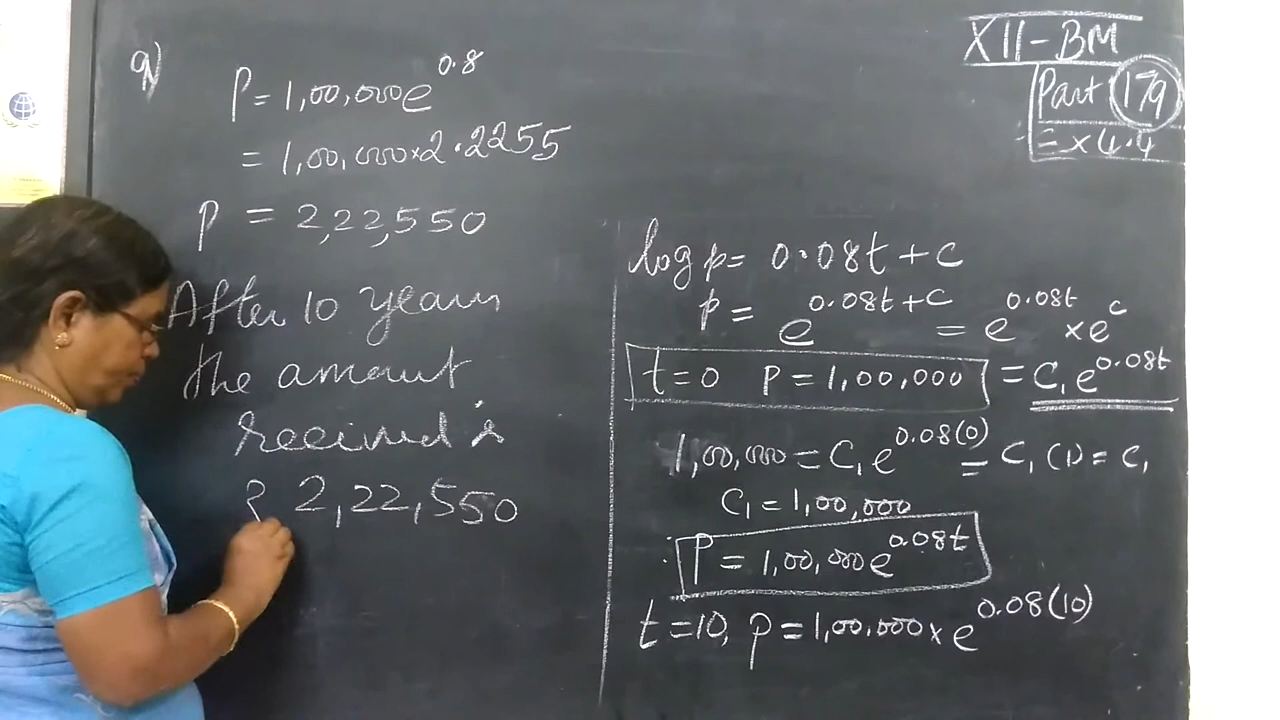 XII-BM
Part: 179
Ex 4.4
9)
P = 1,00,000e^0.8
= 1,00,000×2.2255
P = 2,22,550
After 10 years
the amount
received is
₹ 2,22,550
log p = 0.08t + c
p = e^0.08t+c = e^0.08t × e^c
t=0 P = 1,00,000 = C₁e^0.08t
1,00,000 = C₁e^0.08(0) = C₁(1) = C₁
C₁ = 1,00,000
P = 1,00,000e^0.08t
t=10, p = 1,00,000×e^0.08(10)